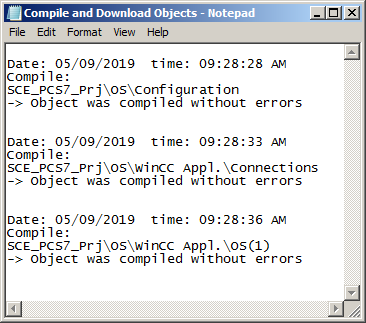 Compile and Download Objects - Notepad
File Edit Format View Help
Date: 05/09/2019  time: 09:28:28 AM
Compile:
SCE_PCS7_Prj\OS\Configuration
-> Object was compiled without errors
Date: 05/09/2019  time: 09:28:33 AM
Compile:
SCE_PCS7_Prj\OS\WinCC Appl.\Connections
-> Object was compiled without errors
Date: 05/09/2019  time: 09:28:36 AM
Compile:
SCE_PCS7_Prj\OS\WinCC Appl.\OS(1)
-> Object was compiled without errors